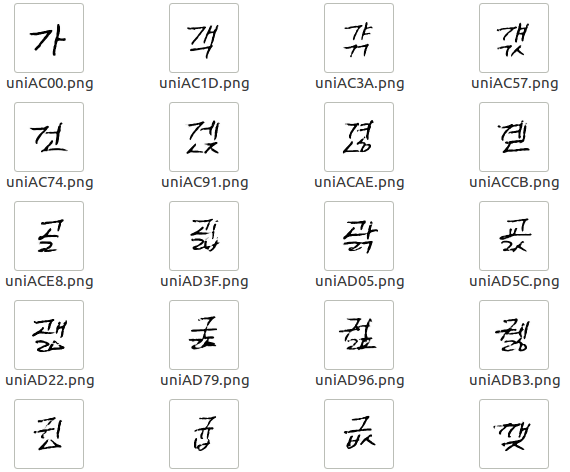 가 객 갺 걗
uniAC00.png uniAC1D.png uniAC3A.png uniAC57.png
건 겑 겮 곋
uniAC74.png uniAC91.png uniACAE.png uniACCB.png
골 괿 괅 굜
uniACE8.png uniAD3F.png uniAD05.png uniAD5C.png
괢 굹 궖 궳
uniAD22.png uniAD79.png uniAD96.png uniADB3.png
귐 귭 긊